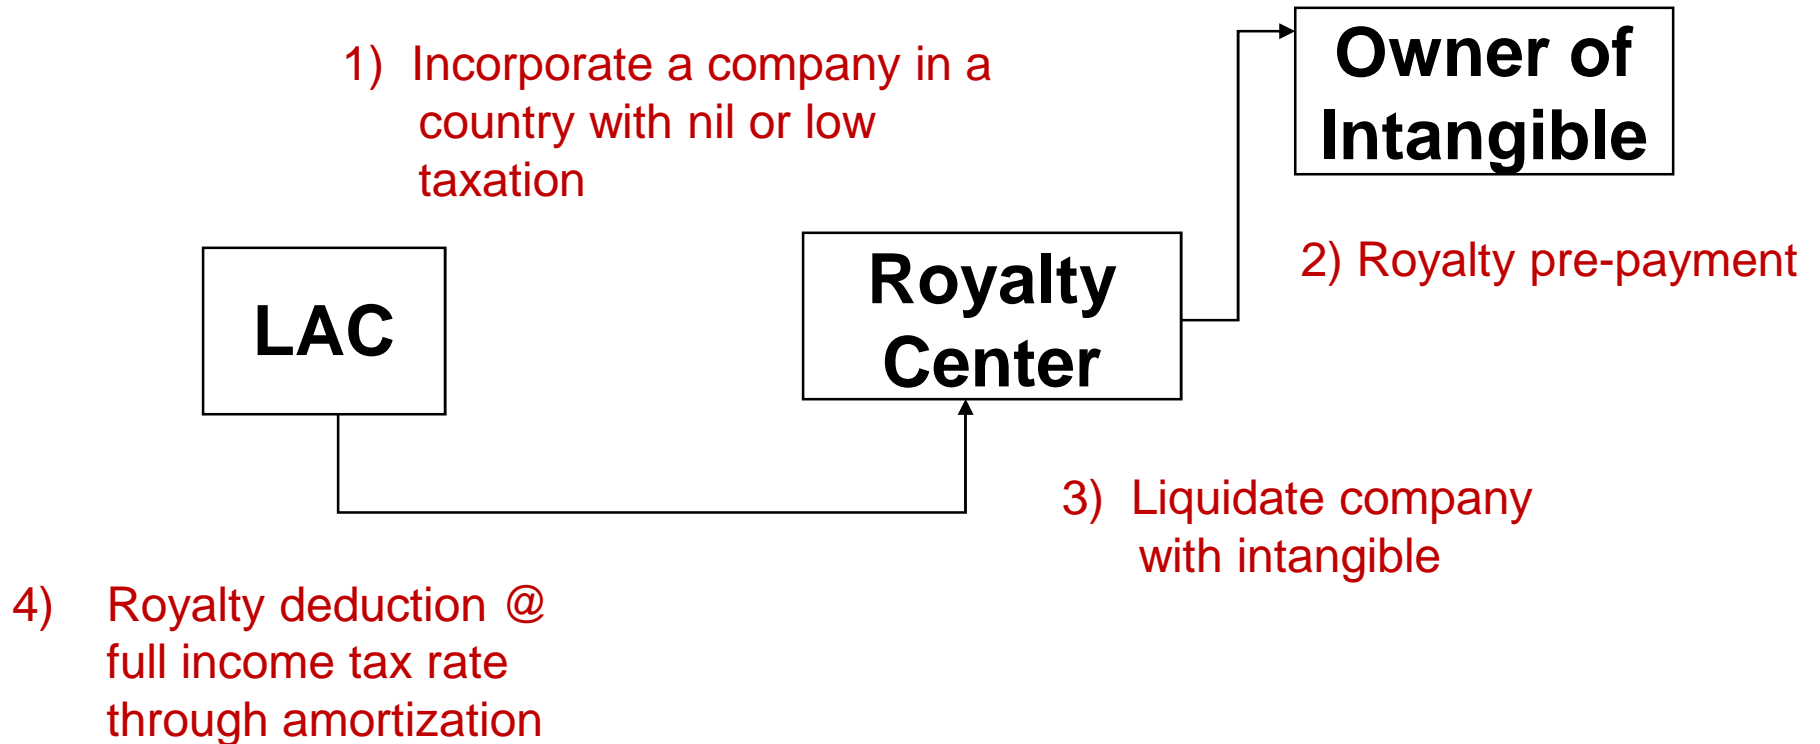 1) Incorporate a company in a
country with nil or low
taxation
Owner of
Intangible
2) Royalty pre-payment
LAC
Royalty
Center
3) Liquidate company
with intangible
4) Royalty deduction @
full income tax rate
through amortization